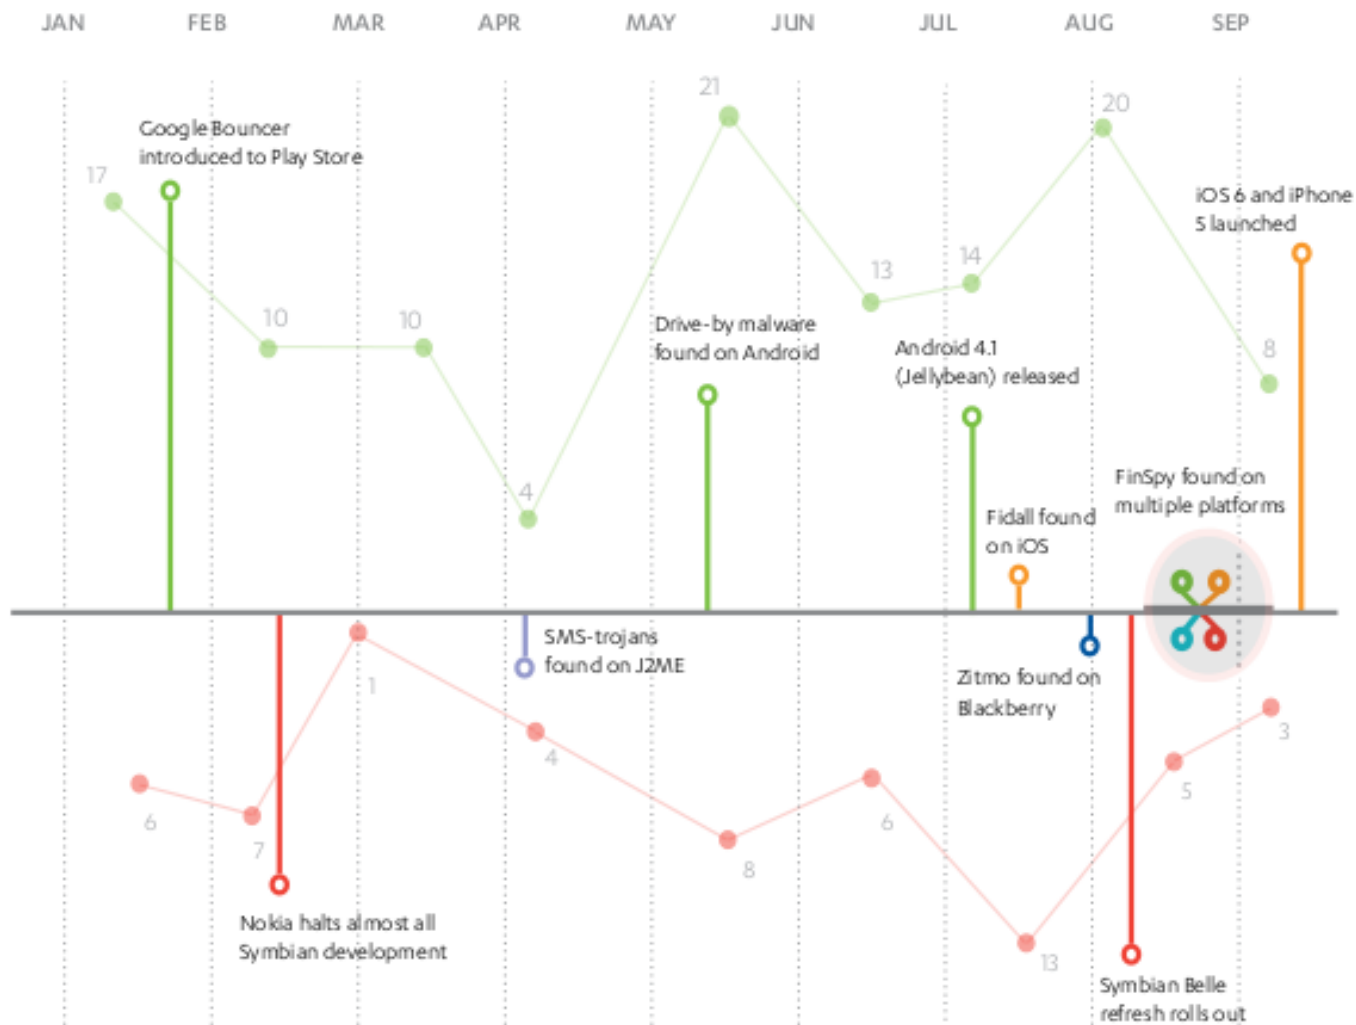 JAN FEB MAR APR MAY JUN JUL AUG SEP
21
20
Google Bouncer
introduced to Play Store
17
iOS 6 and iPhone
5 launched
13
14
10
10
Drive-by malware
found on Android
Android 4.1
(Jellybean) released
8
4
FinSpy found on
multiple platforms
Fidall found
on iOS
SMS-trojans
found on J2ME
1
Zitmo found on
Blackberry
4
3
6
7
8
6
5
Nokia halts almost all
Symbian development
13
Symbian Belle
refresh rolls out